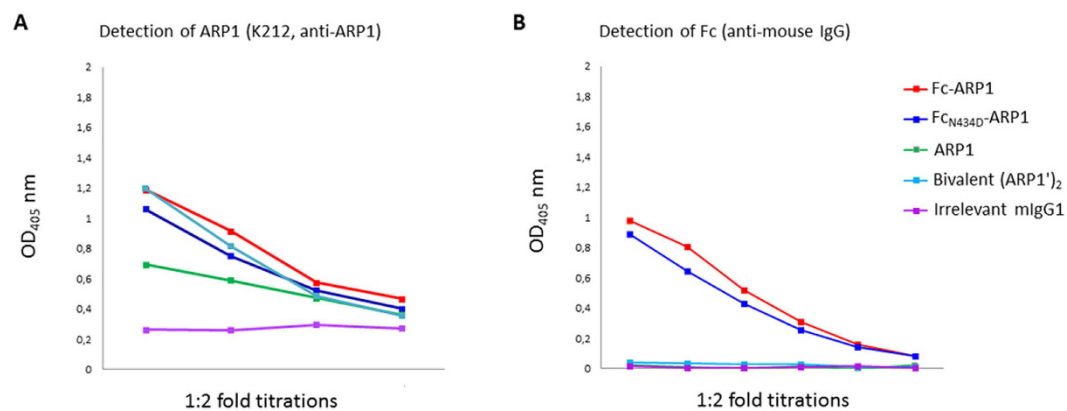 A
Detection of ARP1 (K212, anti-ARP1)
2
1,8
1,6
1,4
1,2
1
0,8
0,6
0,4
0,2
0
OD405 nm
1:2 fold titrations
B
Detection of Fc (anti-mouse IgG)
2
1,8
1,6
1,4
1,2
1
0,8
0,6
0,4
0,2
0
OD405 nm
1:2 fold titrations
Fc-ARP1
FcN434D-ARP1
ARP1
Bivalent (ARP1')2
Irrelevant mIgG1